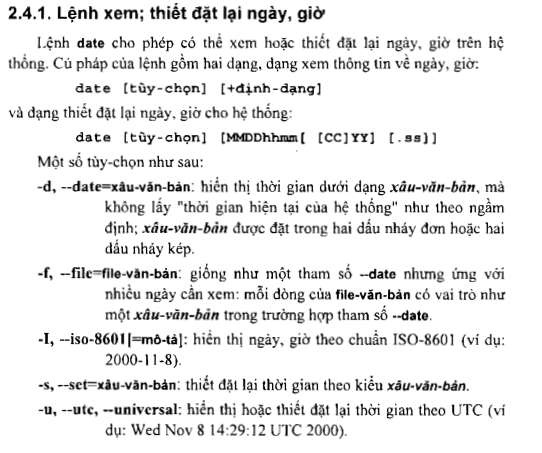 2.4.1. Lệnh xem; thiết đặt lại ngày, giờ
Lệnh date cho phép có thể xem hoặc thiết đặt lại ngày, giờ trên hệ
thống. Cú pháp của lệnh gồm hai dạng, dạng xem thông tin về ngày, giờ:
date [tùy-chọn] [+định-dạng]
và dạng thiết đặt lại ngày, giờ cho hệ thống:
date [tùy-chọn] [MMDDhhmm[ [CC]YY] [.ss]]
Một số tùy-chọn như sau:
-d, --date=xâu-văn-bản: hiển thị thời gian dưới dạng xâu-văn-bản, mà
không lấy "thời gian hiện tại của hệ thống" như theo ngầm
định; xâu-văn-bản được đặt trong hai dấu nháy đơn hoặc hai
dấu nháy kép.
-f, --file=file-văn-bản: giống như một tham số --date nhưng ứng với
nhiều ngày cần xem: mỗi dòng của file-văn-bản có vai trò như
một xâu-văn-bản trong trường hợp tham số --date.
-I, --iso-8601[=mô-tả]: hiển thị ngày, giờ theo chuẩn ISO-8601 (ví dụ:
2000-11-8).
-s, --set=xâu-văn-bản: thiết đặt lại thời gian theo kiểu xâu-văn-bản.
-u, --utc, --universal: hiển thị hoặc thiết đặt lại thời gian theo UTC (ví
dụ: Wed Nov 8 14:29:12 UTC 2000).